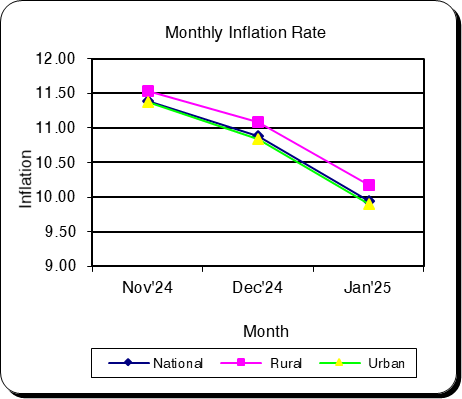 Monthly Inflation Rate
12.00
11.50
11.00
10.50
10.00
9.50
9.00
Inflation
Nov'24 Dec'24 Jan'25
Month
National Rural Urban